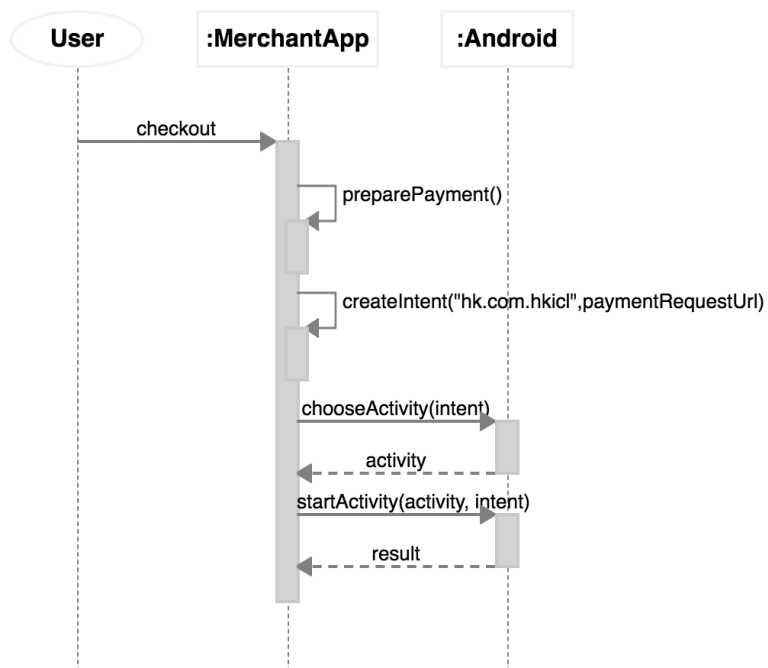 User
:MerchantApp
:Android
checkout
preparePayment()
createIntent("hk.com.hkicl",paymentRequestUrl)
chooseActivity(intent)
activity
startActivity(activity, intent)
result